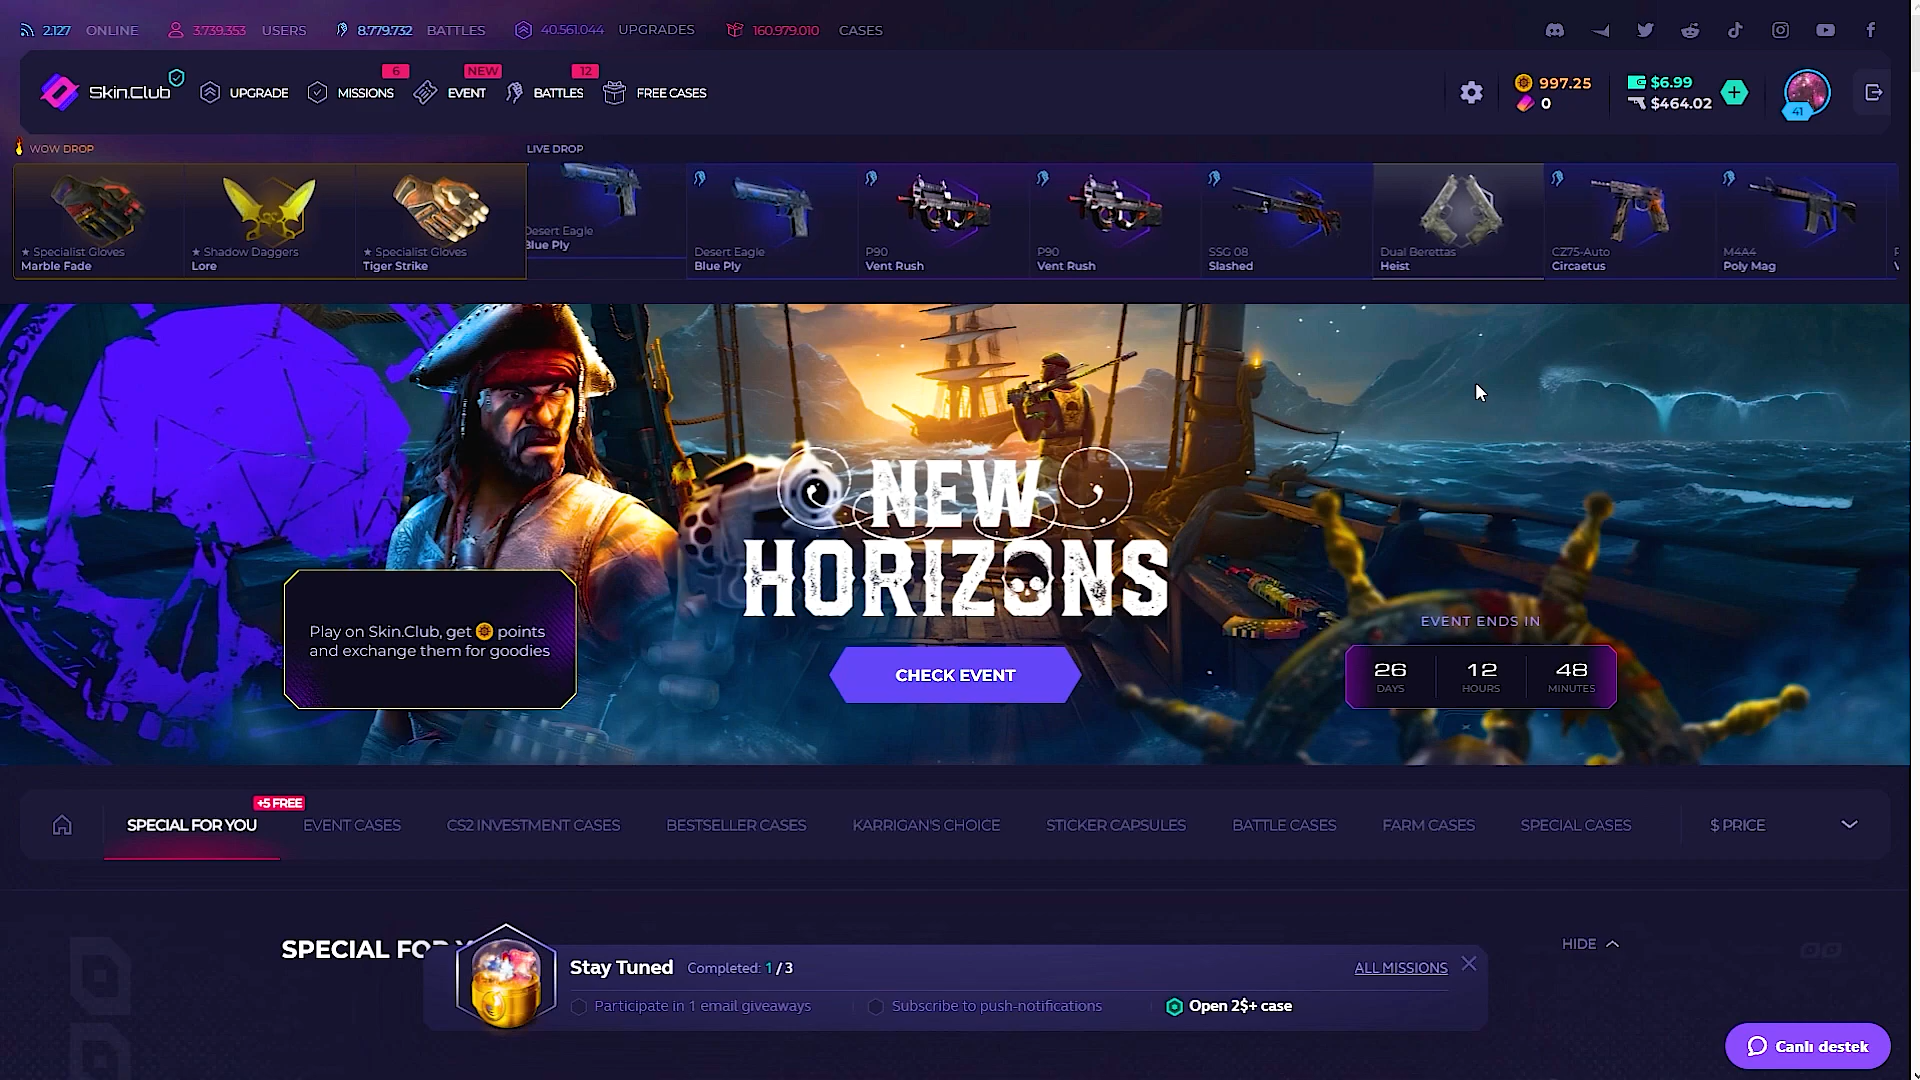 2.127 ONLINE 3.739.353 USERS 8.779.732 BATTLES 40.561.044 UPGRADES 160.979.010 CASES
Skin.Club UPGRADE 6 MISSIONS NEW EVENT 12 BATTLES FREE CASES
997.25
0
$6.99
$464.02
41
WOW DROP
LIVE DROP
★ Specialist Gloves
Marble Fade
★ Shadow Daggers
Lore
★ Specialist Gloves
Tiger Strike
Desert Eagle
Blue Ply
Desert Eagle
Blue Ply
P90
Vent Rush
P90
Vent Rush
SSG 08
Slashed
Dual Berettas
Heist
CZ75-Auto
Circaetus
M4A4
Poly Mag
NEW
HORIZONS
Play on Skin.Club, get points
and exchange them for goodies
CHECK EVENT
EVENT ENDS IN
26 12 48
DAYS HOURS MINUTES
+5 FREE
SPECIAL FOR YOU EVENT CASES CS2 INVESTMENT CASES BESTSELLER CASES KARRIGAN'S CHOICE STICKER CAPSULES BATTLE CASES FARM CASES SPECIAL CASES $ PRICE
SPECIAL FOR Y
HIDE
Stay Tuned Completed: 1 / 3 ALL MISSIONS
Participate in 1 email giveaways Subscribe to push-notifications Open 2$+ case
Canlı destek